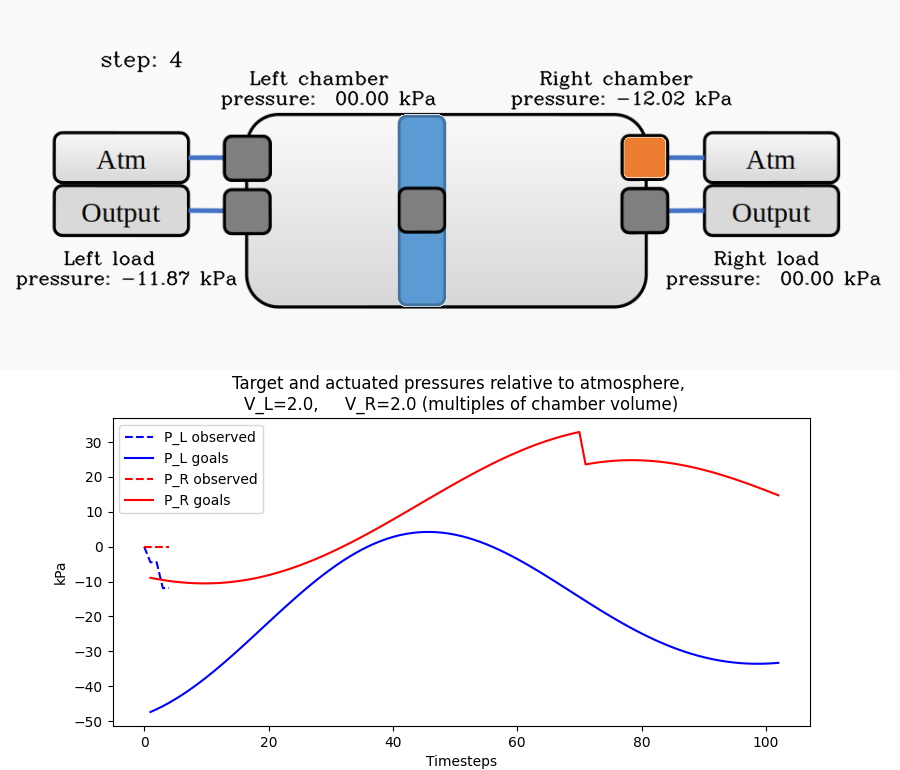 step: 4
Left chamber
pressure:  00.00 kPa
Right chamber
pressure: −12.02 kPa
Atm
Output
Atm
Output
Left load
pressure: −11.87 kPa
Right load
pressure:  00.00 kPa
Target and actuated pressures relative to atmosphere,
V_L=2.0,     V_R=2.0 (multiples of chamber volume)
P_L observed
P_L goals
P_R observed
P_R goals
kPa
30
20
10
0
−10
−20
−30
−40
−50
0 20 40 60 80 100
Timesteps